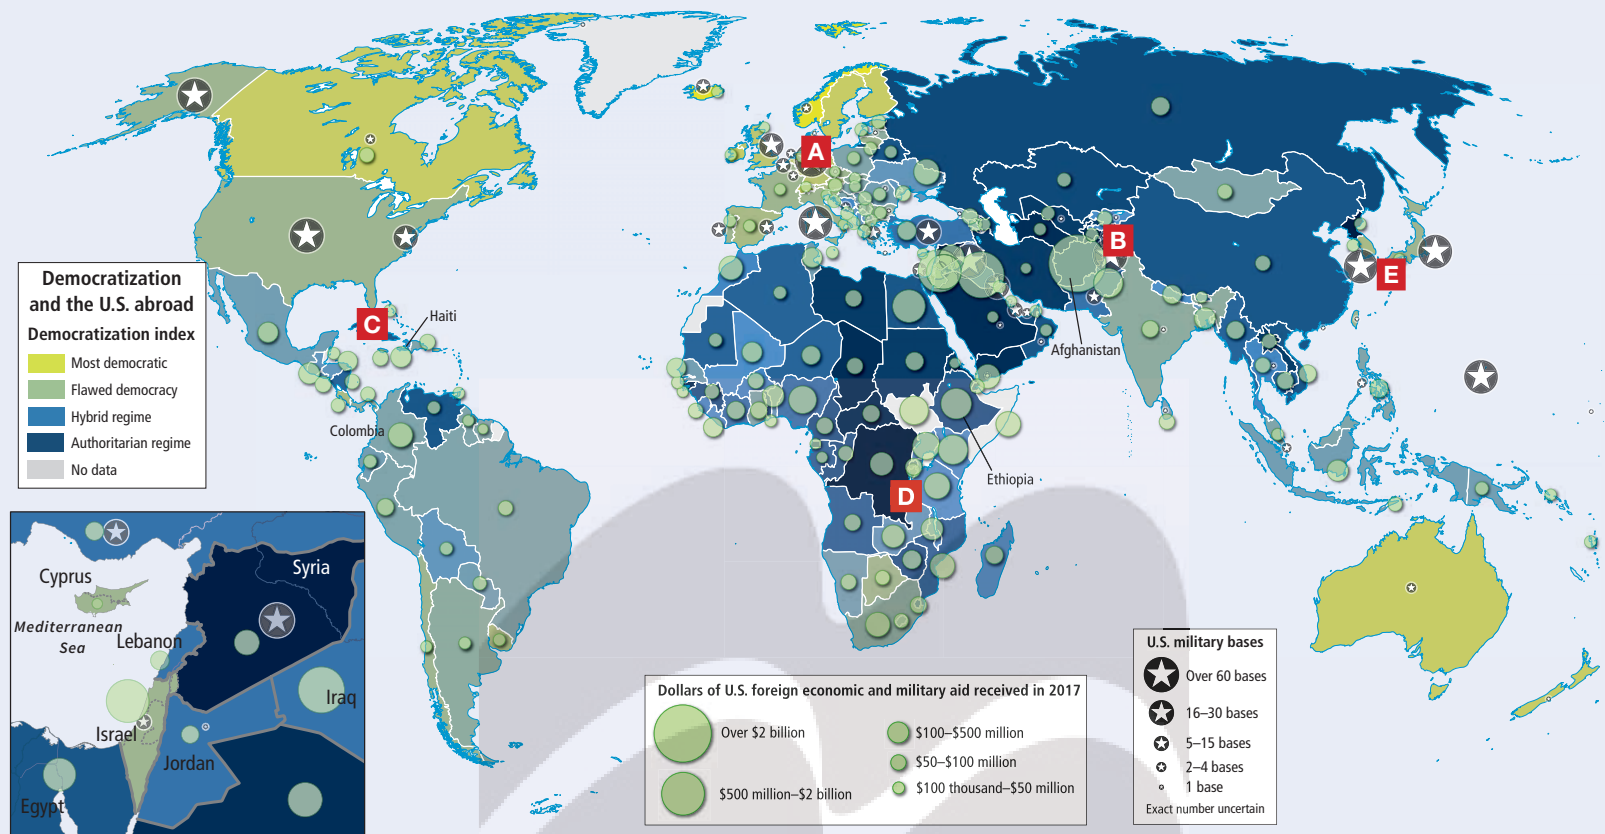 A
B
C
D
E
Haiti
Afghanistan
Colombia
Ethiopia
Democratization
and the U.S. abroad
Democratization index
Most democratic
Flawed democracy
Hybrid regime
Authoritarian regime
No data
Syria
Cyprus
Mediterranean
Sea
Lebanon
Iraq
Israel
Jordan
Egypt
Dollars of U.S. foreign economic and military aid received in 2017
Over $2 billion
$500 million–$2 billion
$100–$500 million
$50–$100 million
$100 thousand–$50 million
U.S. military bases
Over 60 bases
16–30 bases
5–15 bases
2–4 bases
1 base
Exact number uncertain